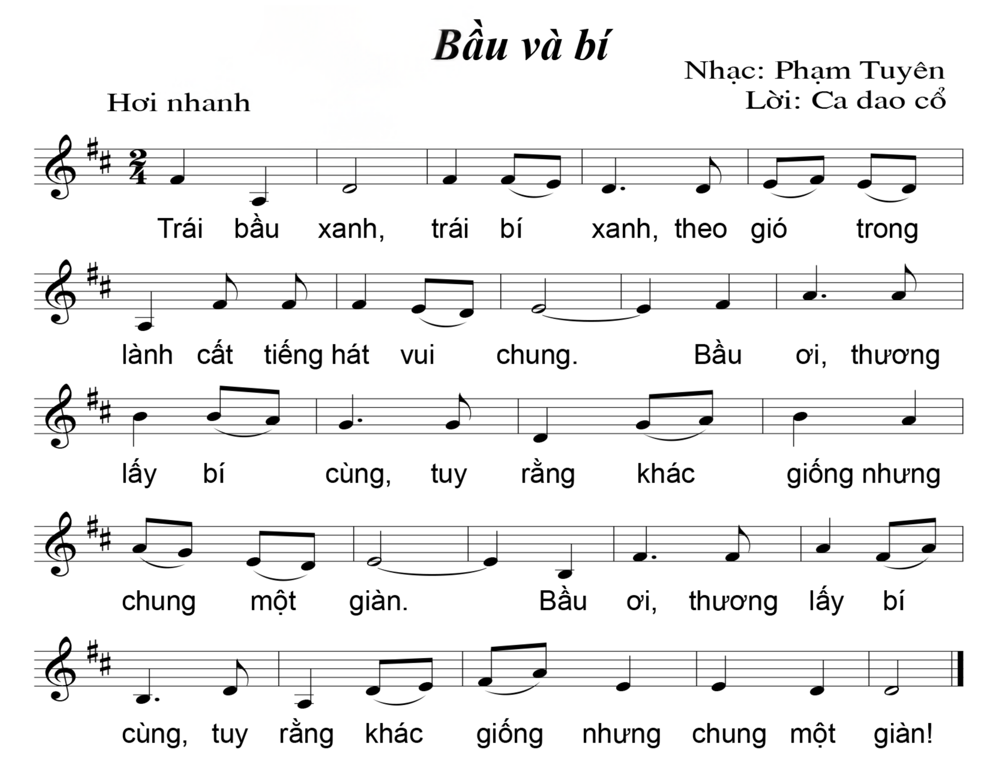 Bầu và bí
Nhạc: Phạm Tuyên
Lời: Ca dao cổ
Hơi nhanh
2
4
Trái bầu xanh, trái bí xanh, theo gió trong
lành cất tiếng hát vui chung. Bầu ơi, thương
lấy bí cùng, tuy rằng khác giống nhưng
chung một giàn. Bầu ơi, thương lấy bí
cùng, tuy rằng khác giống nhưng chung một giàn!